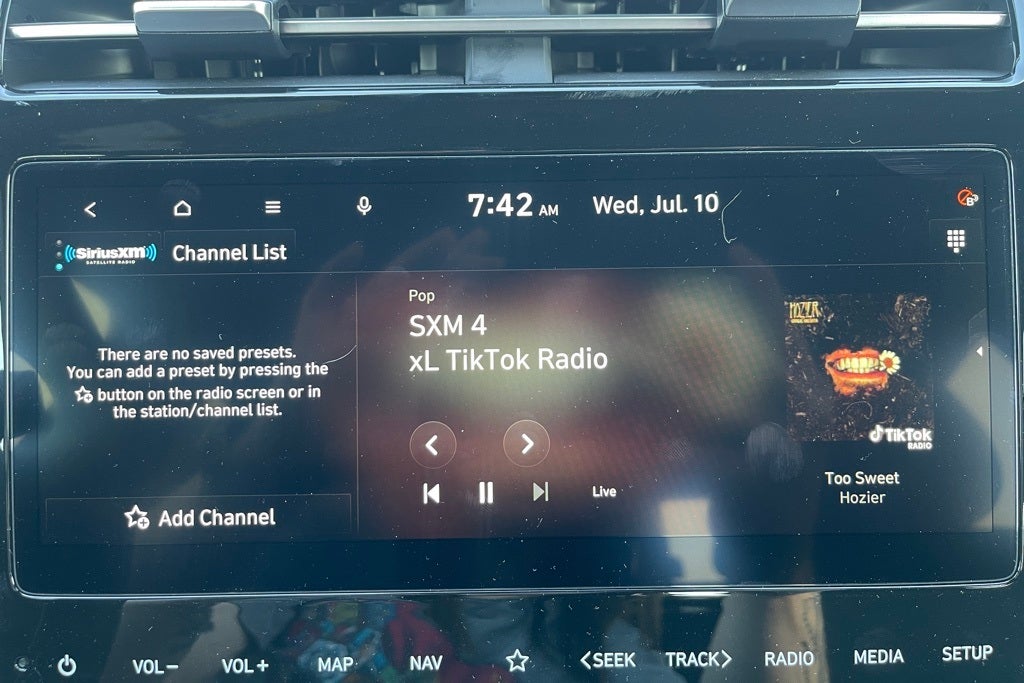 7:42 AM Wed, Jul. 10
SiriusXM
SATELLITE RADIO
Channel List
There are no saved presets.
You can add a preset by pressing the
button on the radio screen or in
the station/channel list.
Add Channel
Pop
SXM 4
xL TikTok Radio
Live
HOZIER
TikTok
RADIO
Too Sweet
Hozier
VOL−
VOL+
MAP
NAV
<SEEK
TRACK>
RADIO
MEDIA
SETUP